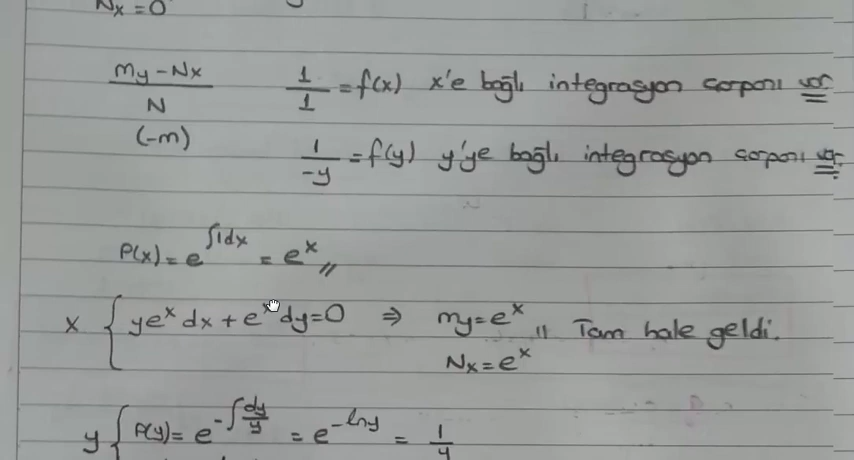 Nx = 0
My - Nx / N (-m) 1/1 = f(x) x'e bağlı integrasyon çarpanı var
1/-y = f(y) y'ye bağlı integrasyon çarpanı var.
P(x) = e^∫1dx = e^x //
x { ye^x dx + e^x dy = 0 ⇒ my = e^x // Tam hale geldi.
Nx = e^x
y { P(y) = e^-∫dy/y = e^-lny = 1/y